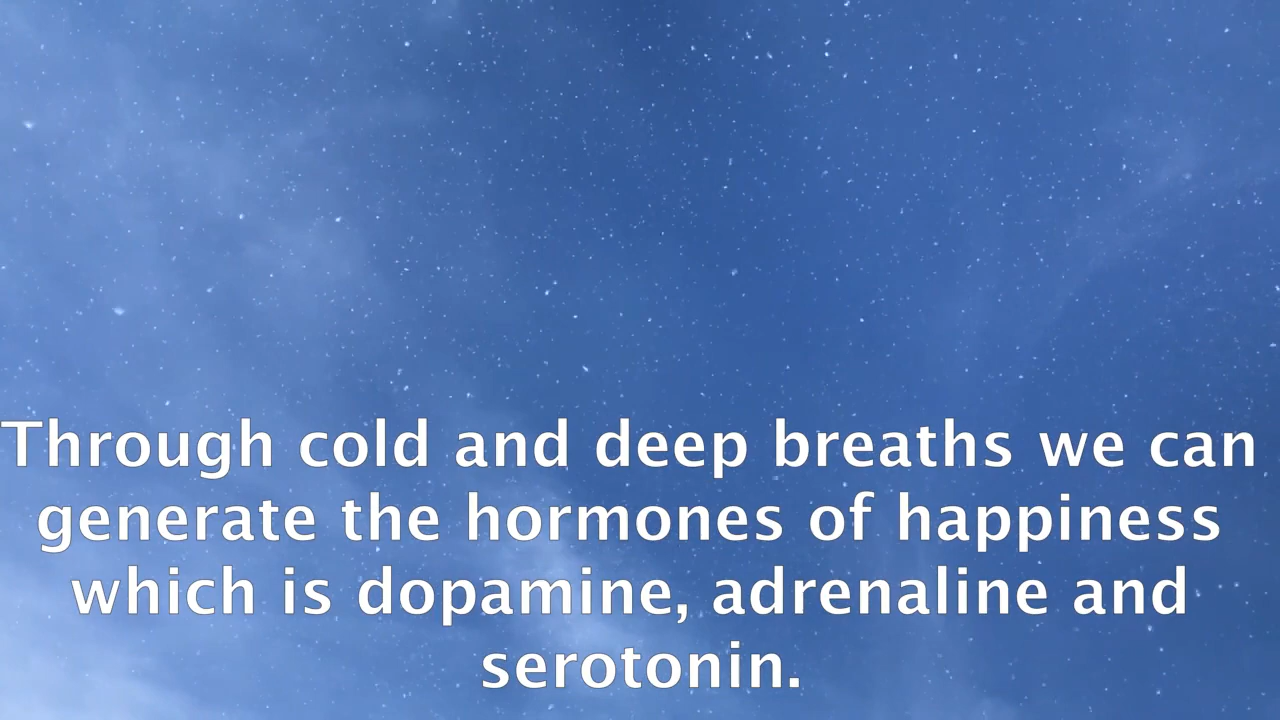 Through cold and deep breaths we can
generate the hormones of happiness
which is dopamine, adrenaline and
serotonin.